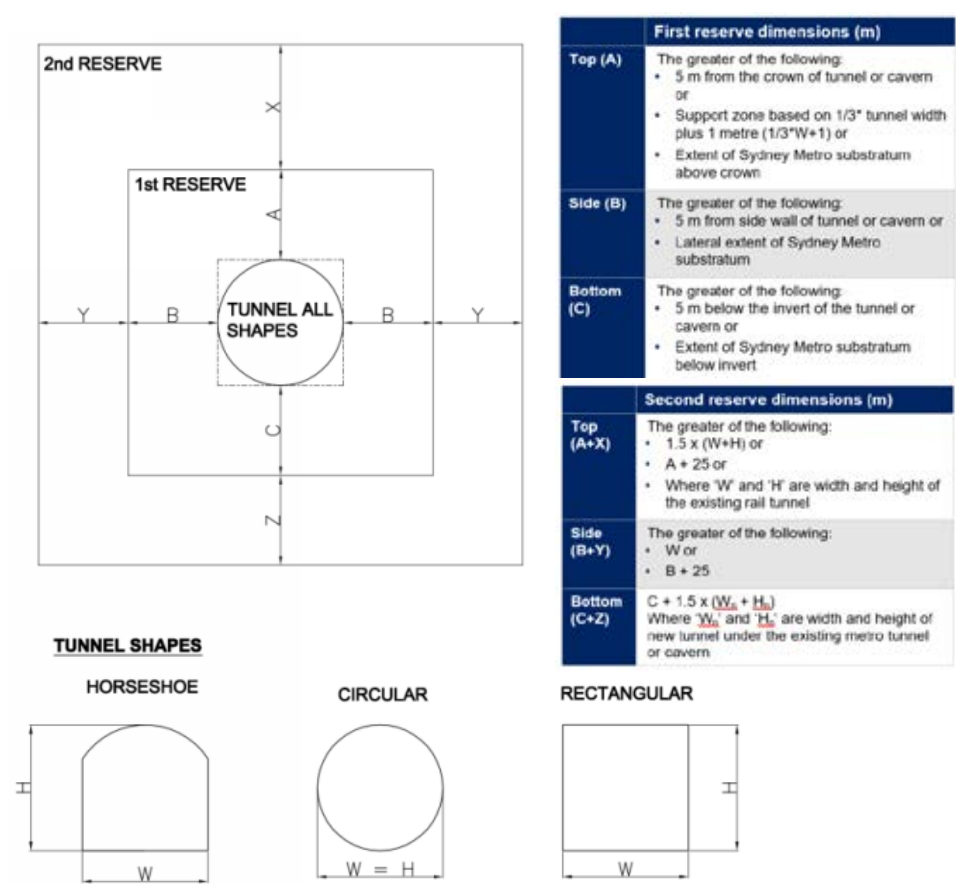 2nd RESERVE
X
1st RESERVE
A
TUNNEL ALL
SHAPES
Y
B
B
Y
C
Z
First reserve dimensions (m)
Top (A)
The greater of the following:
• 5 m from the crown of tunnel or cavern
or
• Support zone based on 1/3* tunnel width
plus 1 metre (1/3*W+1) or
• Extent of Sydney Metro substratum
above crown
Side (B)
The greater of the following:
• 5 m from side wall of tunnel or cavern or
• Lateral extent of Sydney Metro
substratum
Bottom
(C)
The greater of the following:
• 5 m below the invert of the tunnel or
cavern or
• Extent of Sydney Metro substratum
below invert
Second reserve dimensions (m)
Top
(A+X)
The greater of the following:
• 1.5 x (W+H) or
• A + 25 or
• Where 'W' and 'H' are width and height of
the existing rail tunnel
Side
(B+Y)
The greater of the following:
• W or
• B + 25
Bottom
(C+Z)
C + 1.5 x (Wn + Hn)
Where 'Wn' and 'Hn' are width and height of
new tunnel under the existing metro tunnel
or cavern
TUNNEL SHAPES
HORSESHOE
H
W
CIRCULAR
W = H
RECTANGULAR
H
W